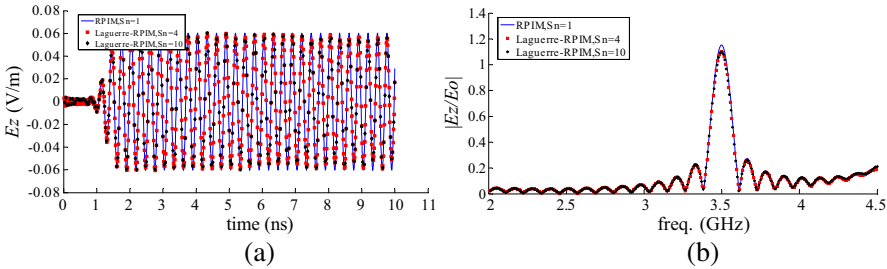 RPIM,Sn=1
Laguerre-RPIM,Sn=4
Laguerre-RPIM,Sn=10
0.08
0.06
0.04
0.02
0
-0.02
-0.04
-0.06
-0.08
Ez (V/m)
0 1 2 3 4 5 6 7 8 9 10 11
time (ns)
(a)
RPIM,Sn=1
Laguerre-RPIM,Sn=4
Laguerre-RPIM,Sn=10
1.2
1
0.8
0.6
0.4
0.2
0
|Ez/Eo|
2 2.5 3 3.5 4 4.5
freq. (GHz)
(b)